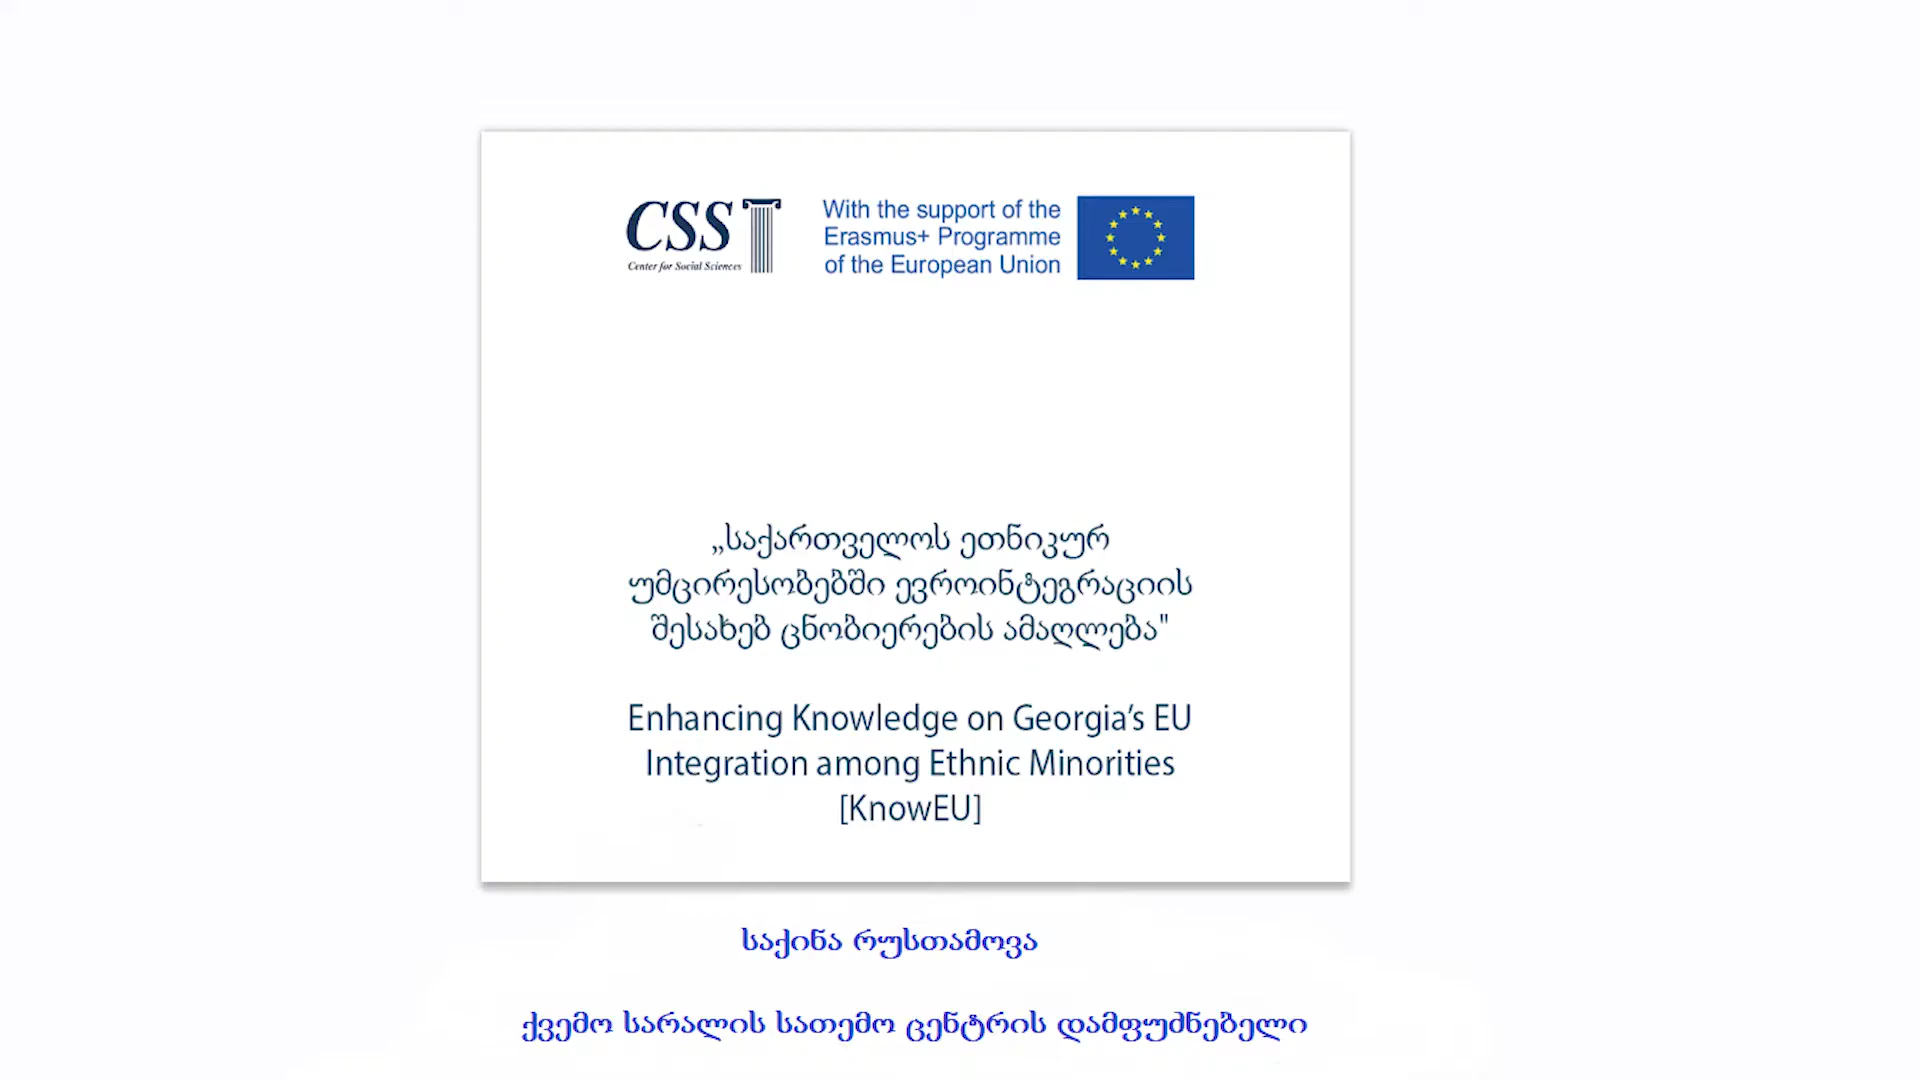 CSS
Center for Social Sciences
With the support of the
Erasmus+ Programme
of the European Union
„საქართველოს ეთნიკურ
უმცირესობებში ევროინტეგრაციის
შესახებ ცნობიერების ამაღლება"
Enhancing Knowledge on Georgia’s EU
Integration among Ethnic Minorities
[KnowEU]
საქინა რუსთამოვა
ქვემო სარალის სათემო ცენტრის დამფუძნებელი